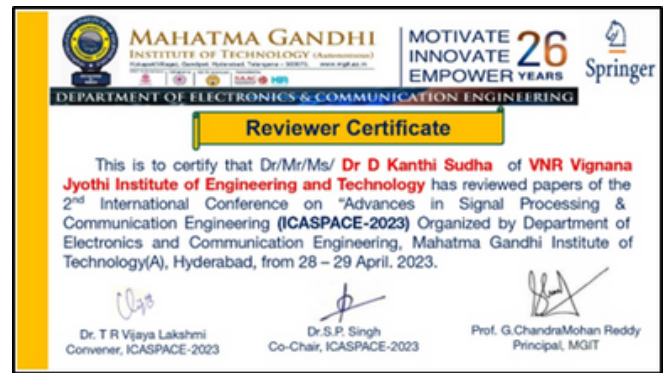 MAHATMA GANDHI
INSTITUTE OF TECHNOLOGY (Autonomous)
MOTIVATE
INNOVATE
EMPOWER
26
YEARS
Springer
DEPARTMENT OF ELECTRONICS & COMMUNICATION ENGINEERING
Reviewer Certificate
This is to certify that Dr/Mr/Ms/ Dr D Kanthi Sudha of VNR Vignana
Jyothi Institute of Engineering and Technology has reviewed papers of the
2nd International Conference on “Advances in Signal Processing &
Communication Engineering (ICASPACE-2023) Organized by Department of
Electronics and Communication Engineering, Mahatma Gandhi Institute of
Technology(A), Hyderabad, from 28 – 29 April. 2023.
Dr. T R Vijaya Lakshmi
Convener, ICASPACE-2023
Dr.S.P. Singh
Co-Chair, ICASPACE-2023
Prof. G.ChandraMohan Reddy
Principal, MGIT